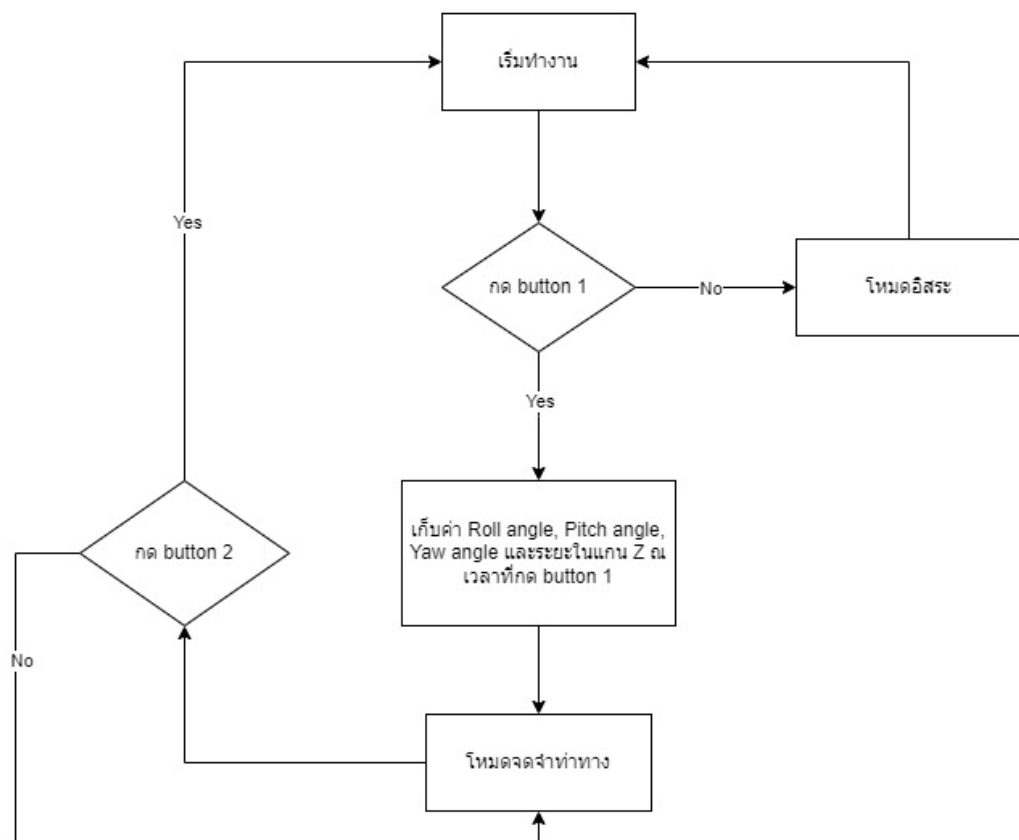 เริ่มทำงาน
Yes
กด button 1
No
โหมดอิสระ
Yes
เก็บค่า Roll angle, Pitch angle,
Yaw angle และระยะในแกน Z ณ
เวลาที่กด button 1
กด button 2
No
โหมดจดจำท่าทาง